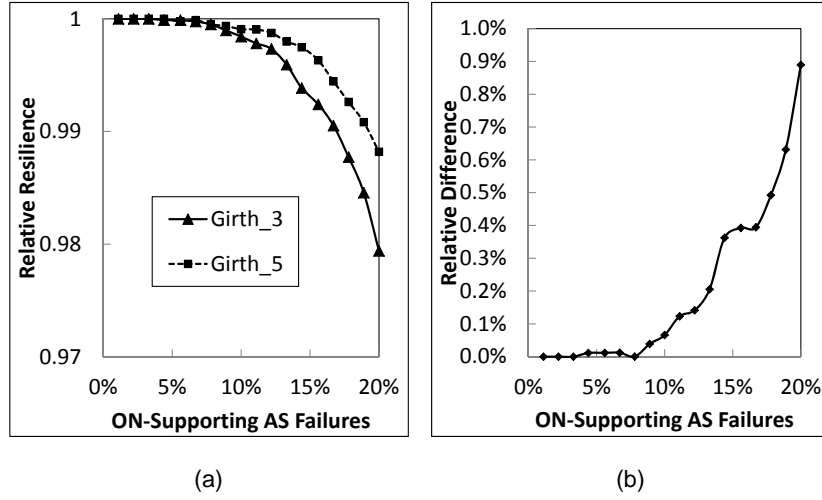 1
0.99
0.98
0.97
Relative Resilience
Girth_3
Girth_5
0% 5% 10% 15% 20%
ON-Supporting AS Failures
(a)
1.0%
0.9%
0.8%
0.7%
0.6%
0.5%
0.4%
0.3%
0.2%
0.1%
0.0%
Relative Difference
0% 5% 10% 15% 20%
ON-Supporting AS Failures
(b)